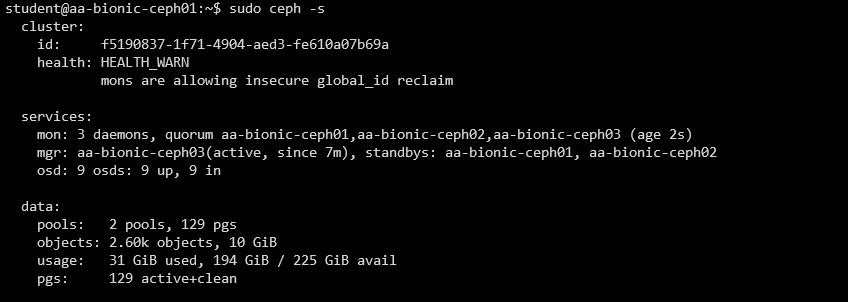 student@aa-bionic-ceph01:~$ sudo ceph -s
  cluster:
    id:     f5190837-1f71-4904-aed3-fe610a07b69a
    health: HEALTH_WARN
            mons are allowing insecure global_id reclaim

  services:
    mon: 3 daemons, quorum aa-bionic-ceph01,aa-bionic-ceph02,aa-bionic-ceph03 (age 2s)
    mgr: aa-bionic-ceph03(active, since 7m), standbys: aa-bionic-ceph01, aa-bionic-ceph02
    osd: 9 osds: 9 up, 9 in

  data:
    pools:   2 pools, 129 pgs
    objects: 2.60k objects, 10 GiB
    usage:   31 GiB used, 194 GiB / 225 GiB avail
    pgs:     129 active+clean